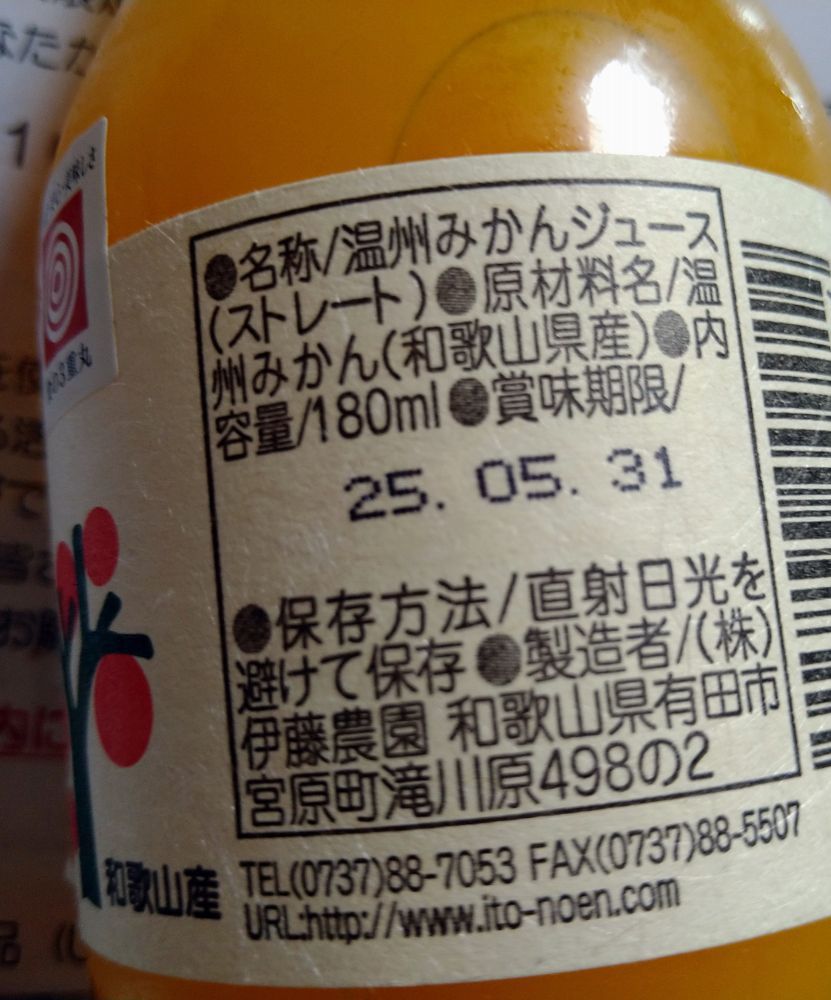 ●名称/温州みかんジュース
(ストレート)●原材料名/温
州みかん(和歌山県産)●内
容量/180ml●賞味期限/
25.05.31
●保存方法/直射日光を
避けて保存●製造者/(株)
伊藤農園 和歌山県有田市
宮原町滝川原498の2
和歌山産
TEL(0737)88-7053 FAX(0737)88-5507
URL:http://www.ito-noen.com